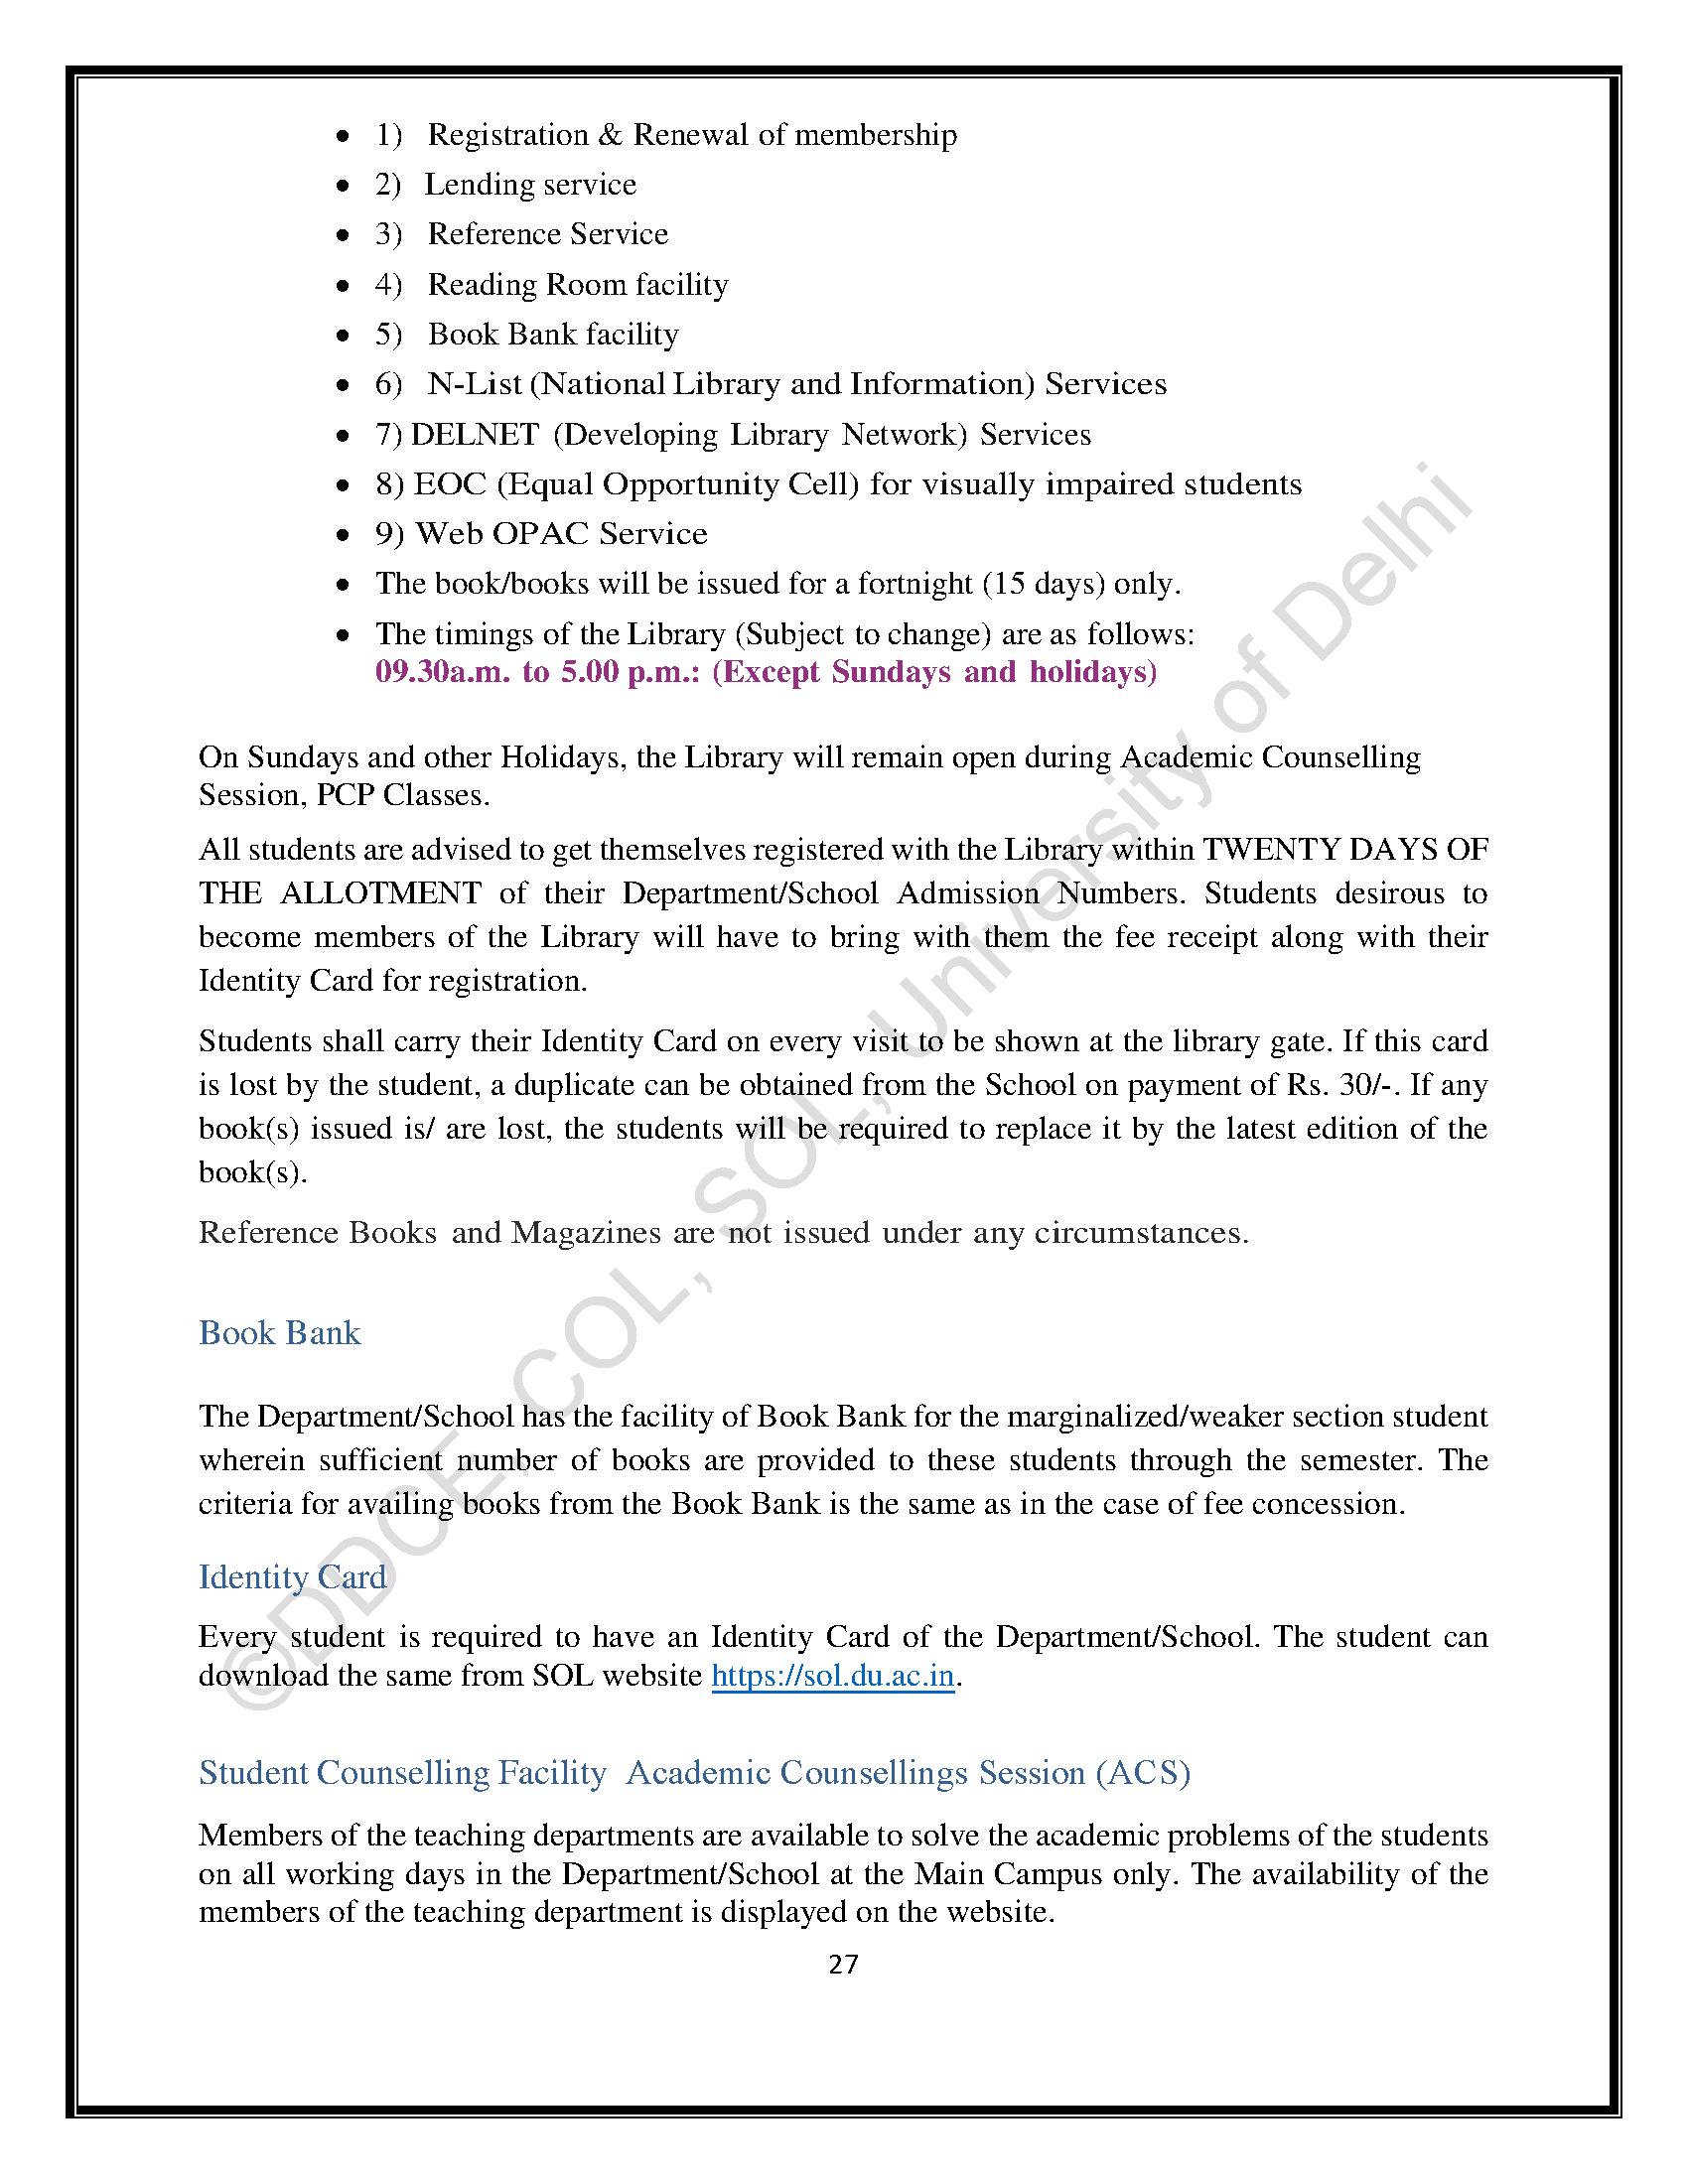 • 1) Registration & Renewal of membership
• 2) Lending service
• 3) Reference Service
• 4) Reading Room facility
• 5) Book Bank facility
• 6) N-List (National Library and Information) Services
• 7) DELNET (Developing Library Network) Services
• 8) EOC (Equal Opportunity Cell) for visually impaired students
• 9) Web OPAC Service
• The book/books will be issued for a fortnight (15 days) only.
• The timings of the Library (Subject to change) are as follows:
09.30a.m. to 5.00 p.m.: (Except Sundays and holidays)
On Sundays and other Holidays, the Library will remain open during Academic Counselling
Session, PCP Classes.
All students are advised to get themselves registered with the Library within TWENTY DAYS OF
THE ALLOTMENT of their Department/School Admission Numbers. Students desirous to
become members of the Library will have to bring with them the fee receipt along with their
Identity Card for registration.
Students shall carry their Identity Card on every visit to be shown at the library gate. If this card
is lost by the student, a duplicate can be obtained from the School on payment of Rs. 30/-. If any
book(s) issued is/ are lost, the students will be required to replace it by the latest edition of the
book(s).
Reference Books and Magazines are not issued under any circumstances.
Book Bank
The Department/School has the facility of Book Bank for the marginalized/weaker section student
wherein sufficient number of books are provided to these students through the semester. The
criteria for availing books from the Book Bank is the same as in the case of fee concession.
Identity Card
Every student is required to have an Identity Card of the Department/School. The student can
download the same from SOL website https://sol.du.ac.in.
Student Counselling Facility Academic Counsellings Session (ACS)
Members of the teaching departments are available to solve the academic problems of the students
on all working days in the Department/School at the Main Campus only. The availability of the
members of the teaching department is displayed on the website.
27
©DDCE, COL, SOL, University of Delhi